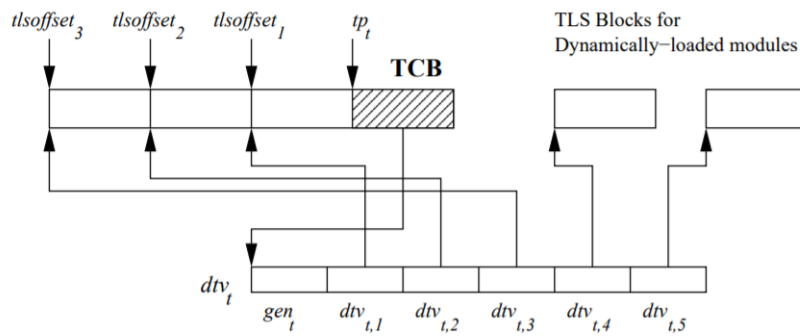 tlsoffset3 tlsoffset2 tlsoffset1 tpt
TLS Blocks for
Dynamically−loaded modules
TCB
dtvt
gent dtvt,1 dtvt,2 dtvt,3 dtvt,4 dtvt,5